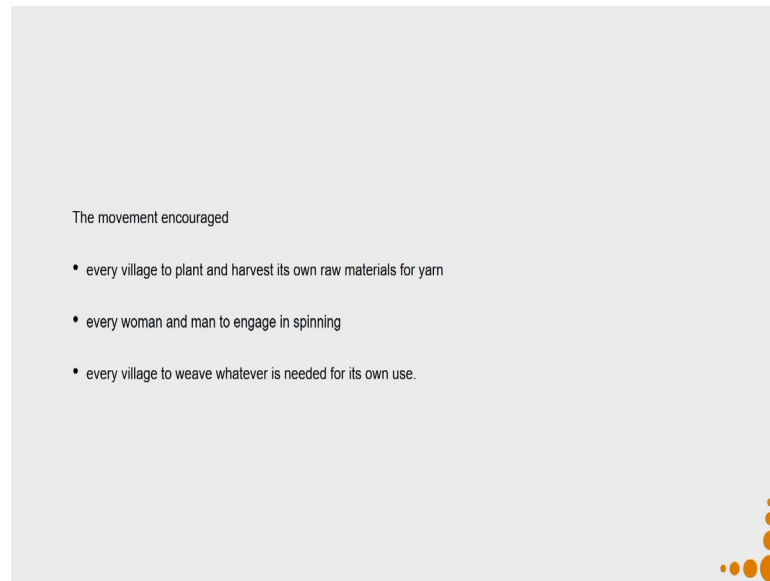 The movement encouraged
• every village to plant and harvest its own raw materials for yarn
• every woman and man to engage in spinning
• every village to weave whatever is needed for its own use.